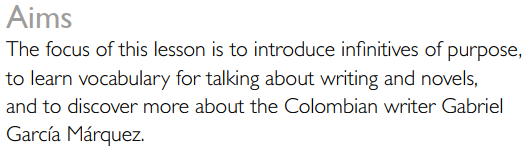 Aims
The focus of this lesson is to introduce infinitives of purpose,
to learn vocabulary for talking about writing and novels,
and to discover more about the Colombian writer Gabriel
García Márquez.